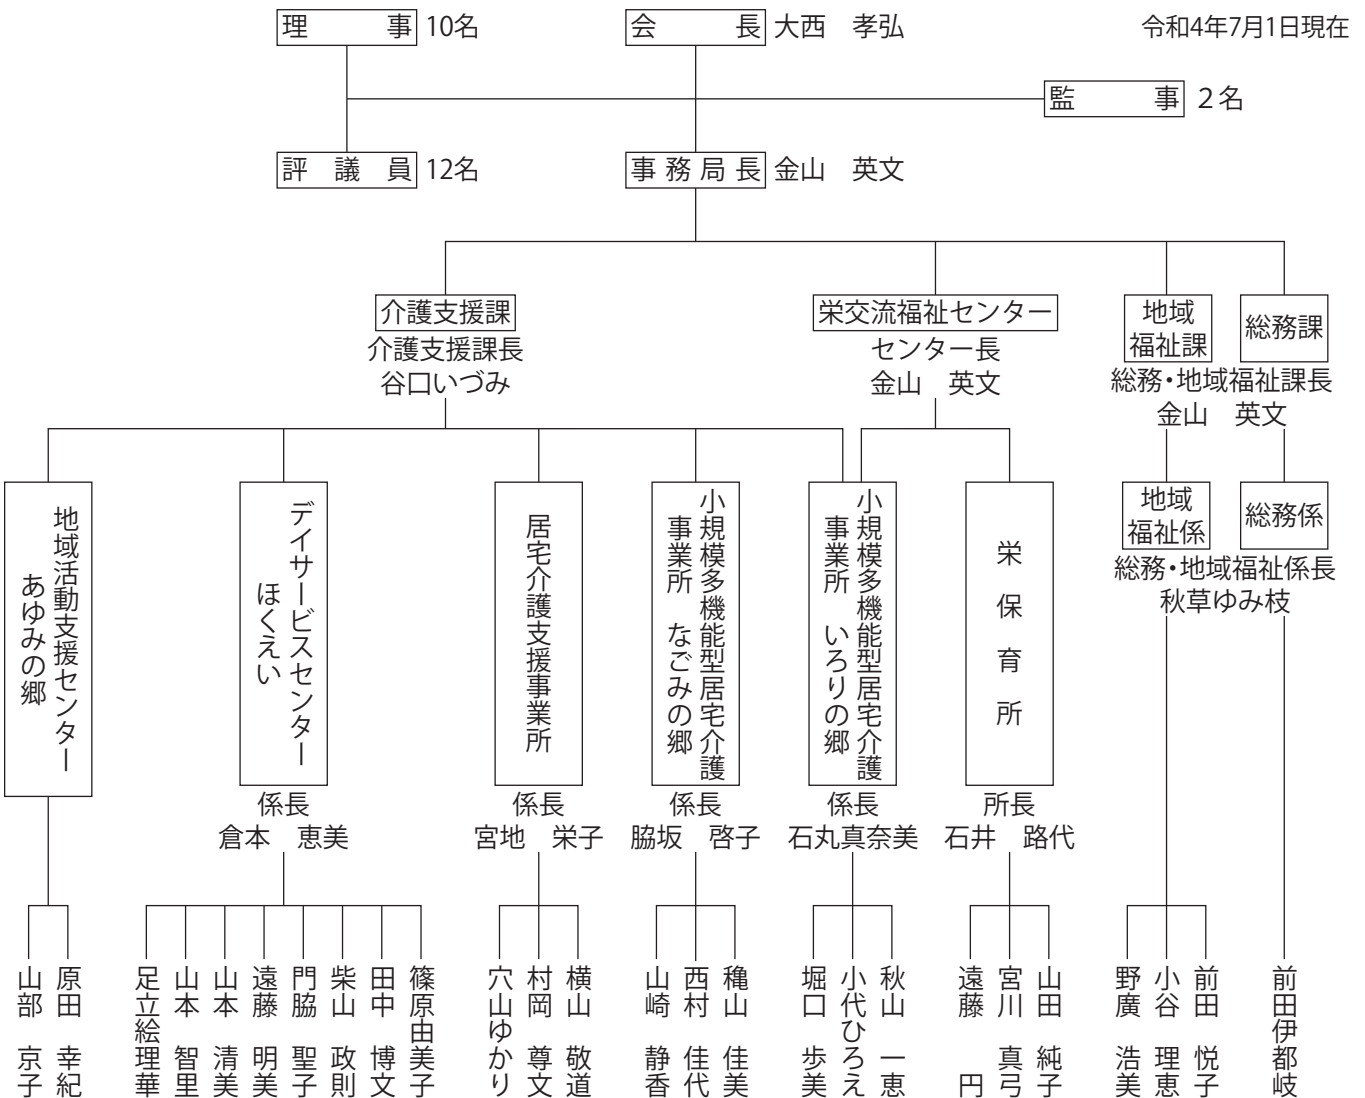 理事 10名
会長 大西　孝弘
令和4年7月1日現在
監事 2名
評議員 12名
事務局長 金山　英文
介護支援課
介護支援課長
谷口いづみ
栄交流福祉センター
センター長
金山　英文
地域
福祉課
総務課
総務・地域福祉課長
金山　英文
地域
福祉係
総務係
総務・地域福祉係長
秋草ゆみ枝
地域活動支援センター
あゆみの郷
デイサービスセンター
ほくえい
係長
倉本　恵美
居宅介護支援事業所
係長
宮地　栄子
小規模多機能型居宅介護
事業所　なごみの郷
係長
脇坂　啓子
小規模多機能型居宅介護
事業所　いろりの郷
係長
石丸真奈美
栄保育所
所長
石井　路代
山部　京子
原田　幸紀
足立絵理華
山本　智里
山本　清美
遠藤　明美
門脇　聖子
柴山　政則
田中　博文
篠原由美子
穴山ゆかり
村岡　尊文
横山　敬道
山崎　静香
西村　佳代
穐山　佳美
堀口　歩美
小代ひろえ
秋山　一恵
遠藤　円
宮川　真弓
山田　純子
野廣　浩美
小谷　理恵
前田　悦子
前田伊都岐